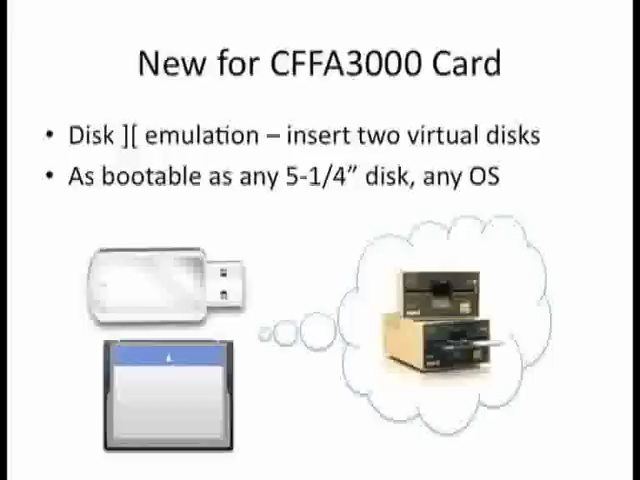 New for CFFA3000 Card
• Disk ][ emulation – insert two virtual disks
• As bootable as any 5-1/4” disk, any OS